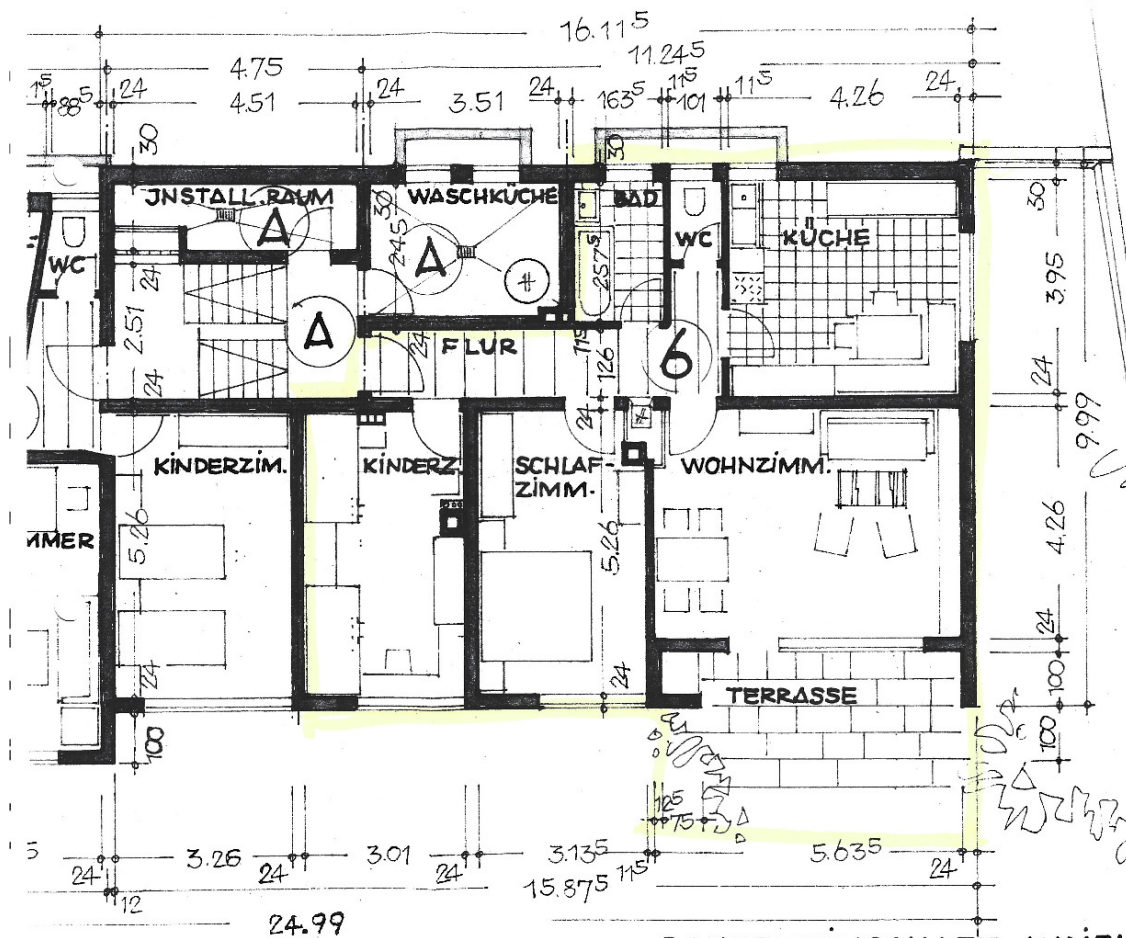 16.11⁵
11.24⁵
4.75
24 4.51 24 3.51 24 163⁵ 11⁵ 101 11⁵ 4.26 24
88⁵
30
30
JNSTALL.RAUM
WASCHKÜCHE
BAD
WC
KÜCHE
WC
A
A
A
30
24⁵
257⁵
30
3.95
24
24
2.51
24
24
FLUR
11⁵
126
24
6
9.99
KINDERZIM.
KINDERZ.
SCHLAF-
ZIMM.
WOHNZIMM.
MMER
5.26
5.26
4.26
24
24
24
100
TERRASSE
100
100
12⁵
75
5
24 3.26 24 3.01 24 3.13⁵ 11⁵ 5.63⁵ 24
12
15.87⁵
24.99